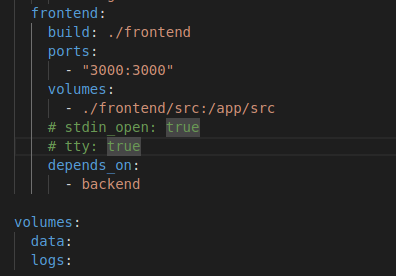 frontend:
build: ./frontend
ports:
- "3000:3000"
volumes:
- ./frontend/src:/app/src
# stdin_open: true
# tty: true
depends_on:
- backend
volumes:
data:
logs: